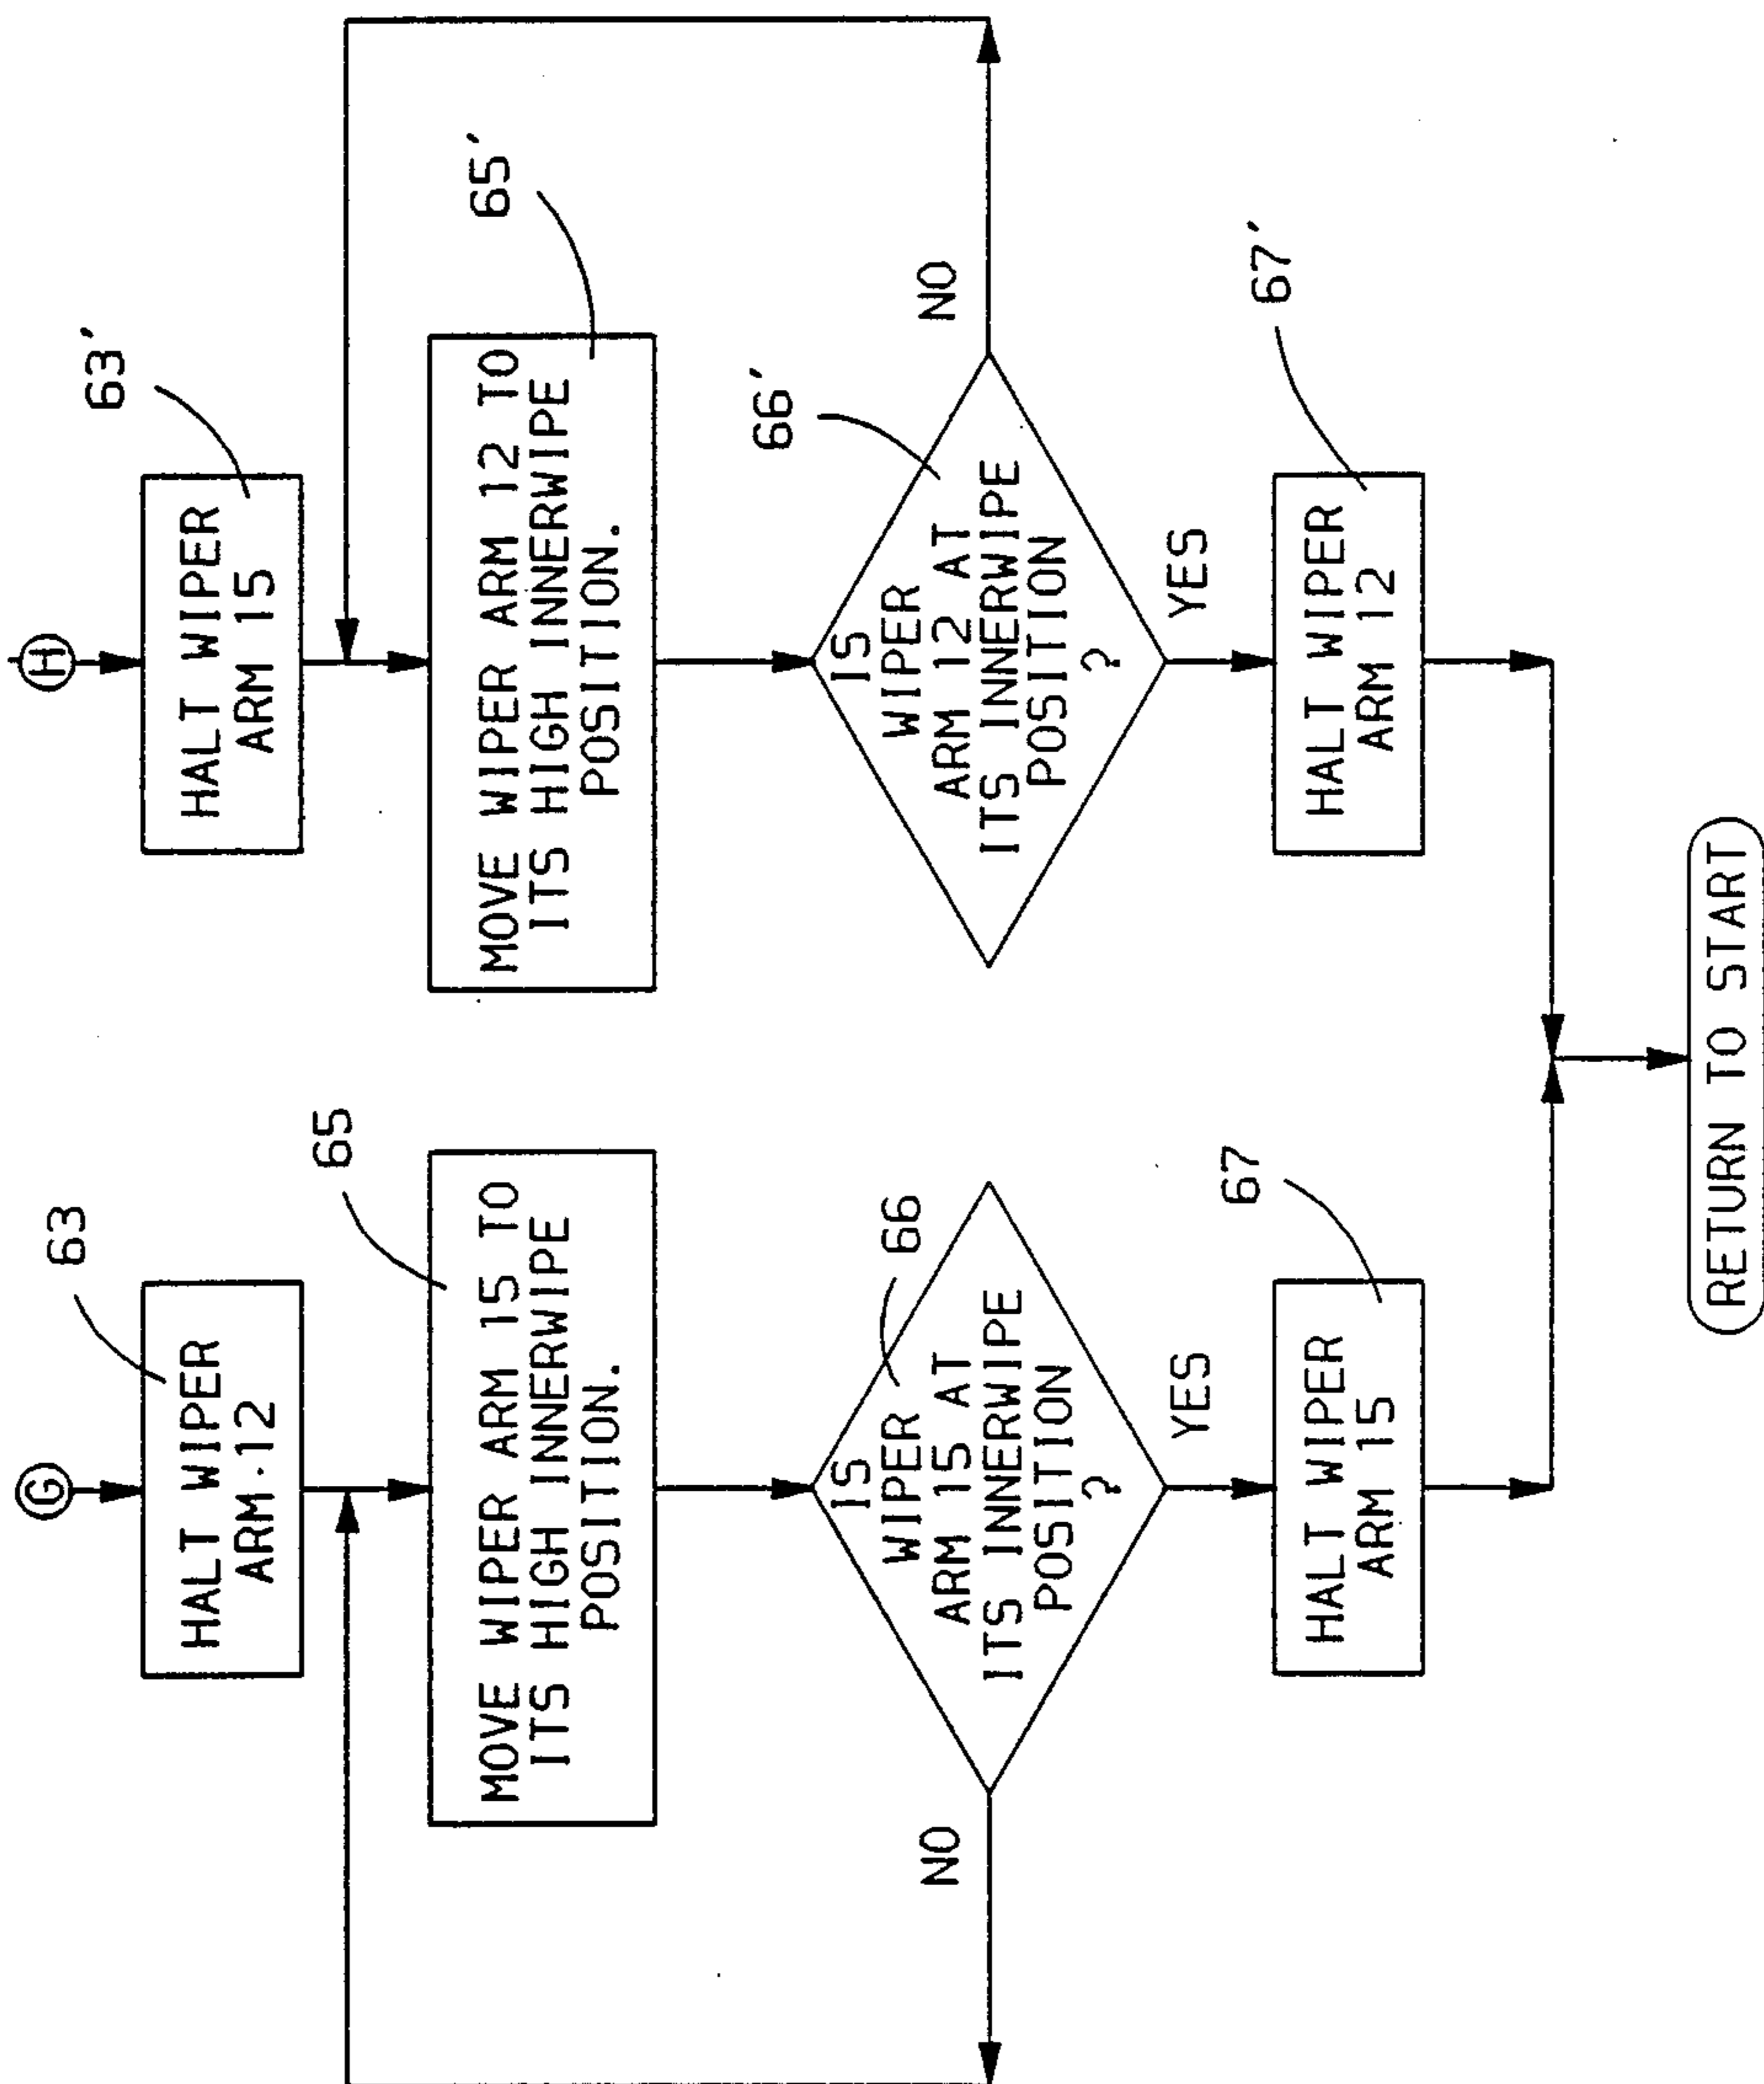 G
63
HALT WIPER
ARM 12
65
MOVE WIPER ARM 15 TO
ITS HIGH INNERWIPE
POSITION.
66
IS
WIPER
ARM 15 AT
ITS INNERWIPE
POSITION
?
NO
YES
67
HALT WIPER
ARM 15
H
63'
HALT WIPER
ARM 15
65'
MOVE WIPER ARM 12 TO
ITS HIGH INNERWIPE
POSITION.
66'
IS
WIPER
ARM 12 AT
ITS INNERWIPE
POSITION
?
NO
YES
67'
HALT WIPER
ARM 12
RETURN TO START